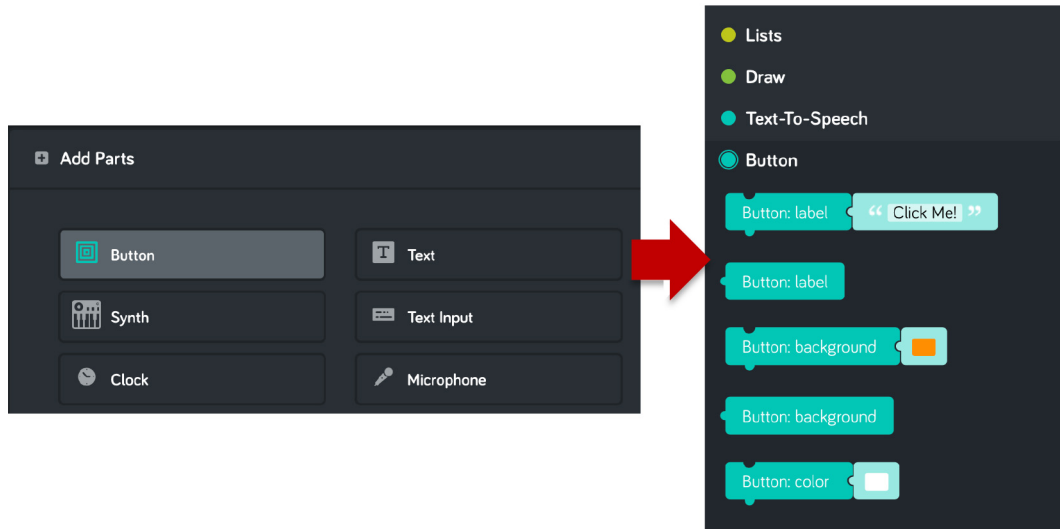 Add Parts
Button
Text
Synth
Text Input
Clock
Microphone
Lists
Draw
Text-To-Speech
Button
Button: label “ Click Me! ”
Button: label
Button: background
Button: background
Button: color